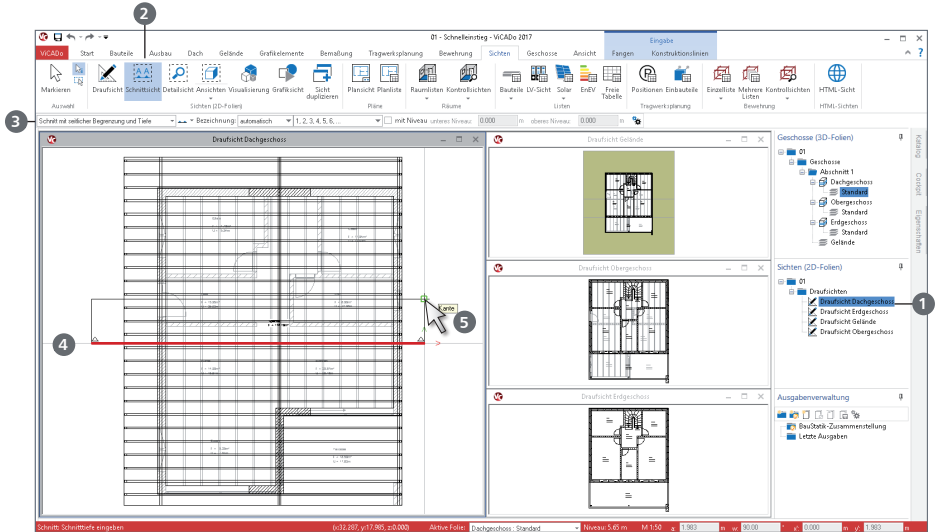 2
01 - Schnelleinstieg - ViCADo 2017
Eingabe
ViCADo Start Bauteile Ausbau Dach Gelände Grafikelemente Bemaßung Tragwerksplanung Bewehrung Sichten Geschosse Ansicht Fangen Konstruktionslinien ?
Markieren Draufsicht Schnittsicht Detailsicht Ansichten Visualisierung Grafiksicht Sicht duplizieren Plansicht Planliste Raumlisten Kontrollsichten Bauteile LV-Sicht Solar EnEV Freie Tabelle Positionen Einbauteile Einzelliste Mehrere Listen Kontrollsichten HTML-Sicht
Auswahl Sichten (2D-Folien) Pläne Räume Listen Tragwerksplanung Bewehrung HTML-Sichten
3
Schnitt mit seitlicher Begrenzung und Tiefe Bezeichnung: automatisch 1, 2, 3, 4, 5, 6, ... mit Niveau unteres Niveau: 0.000 m oberes Niveau: 0.000 m
Draufsicht Dachgeschoss
Kante
5
4
Draufsicht Gelände
Draufsicht Obergeschoss
Draufsicht Erdgeschoss
Geschosse (3D-Folien)
01
Geschosse
Abschnitt 1
Dachgeschoss
Standard
Obergeschoss
Standard
Erdgeschoss
Standard
Gelände
Katalog
Cockpit
Eigenschaften
Sichten (2D-Folien)
01
Draufsichten
Draufsicht Dachgeschoss
1
Draufsicht Erdgeschoss
Draufsicht Gelände
Draufsicht Obergeschoss
Ausgabenverwaltung
BauStatik-Zusammenstellung
Letzte Ausgaben
Schnitt: Schnitttiefe eingeben (x:32.287, y:17.985, z:0.000) Aktive Folie: Dachgeschoss : Standard Niveau: 5.65 m M 1:50 a: 1.983 m w: 90.00 ° x': 0.000 m y': 1.983 m